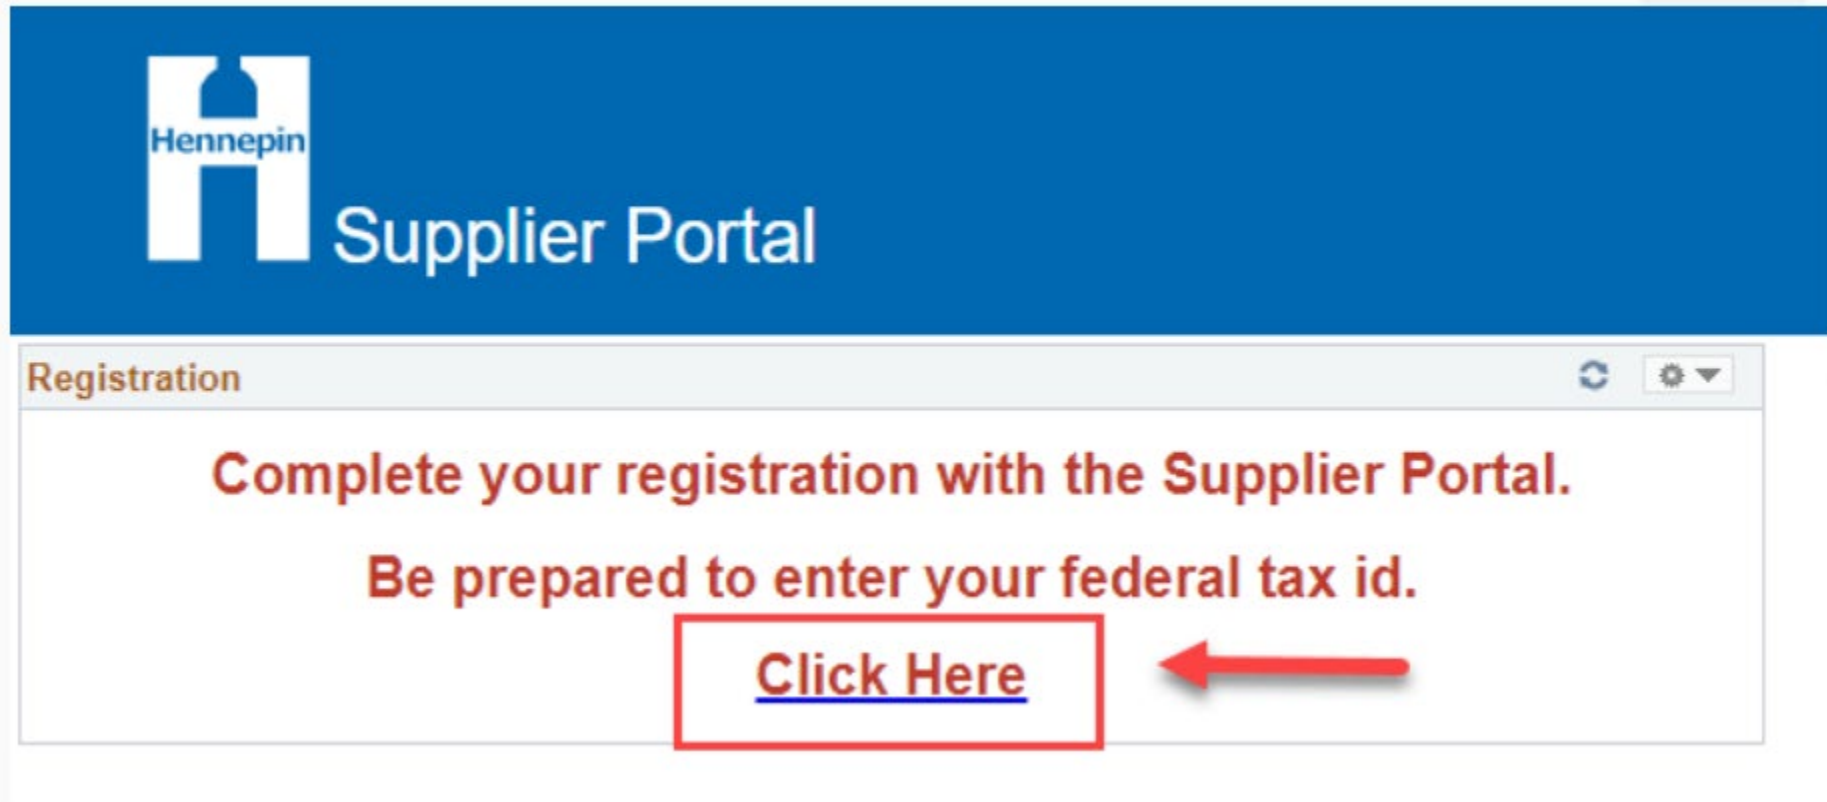 Hennepin
Supplier Portal
Registration
Complete your registration with the Supplier Portal.
Be prepared to enter your federal tax id.
Click Here